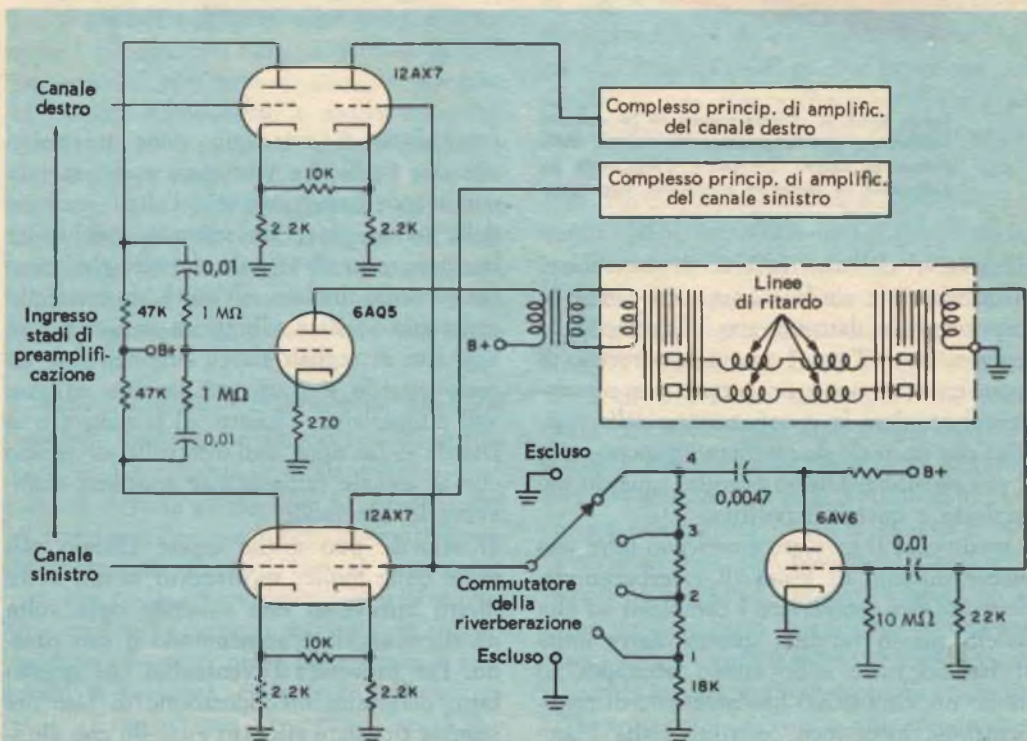 12AX7
Canale
destro
Complesso princip. di amplific.
del canale destro
Complesso princip. di amplific.
del canale sinistro
10K
2.2K
2.2K
0,01
Linee
di ritardo
Ingresso
stadi di
preamplifi-
cazione
47K
1 MΩ
6AQ5
B+
B+
47K
1 MΩ
270
0,01
Escluso
4
0,0047
B+
12AX7
3
6AV6
0,01
Canale
sinistro
Commutatore
della
riverberazione
2
10K
Escluso
1
10 MΩ
22K
2.2K
2.2K
18K